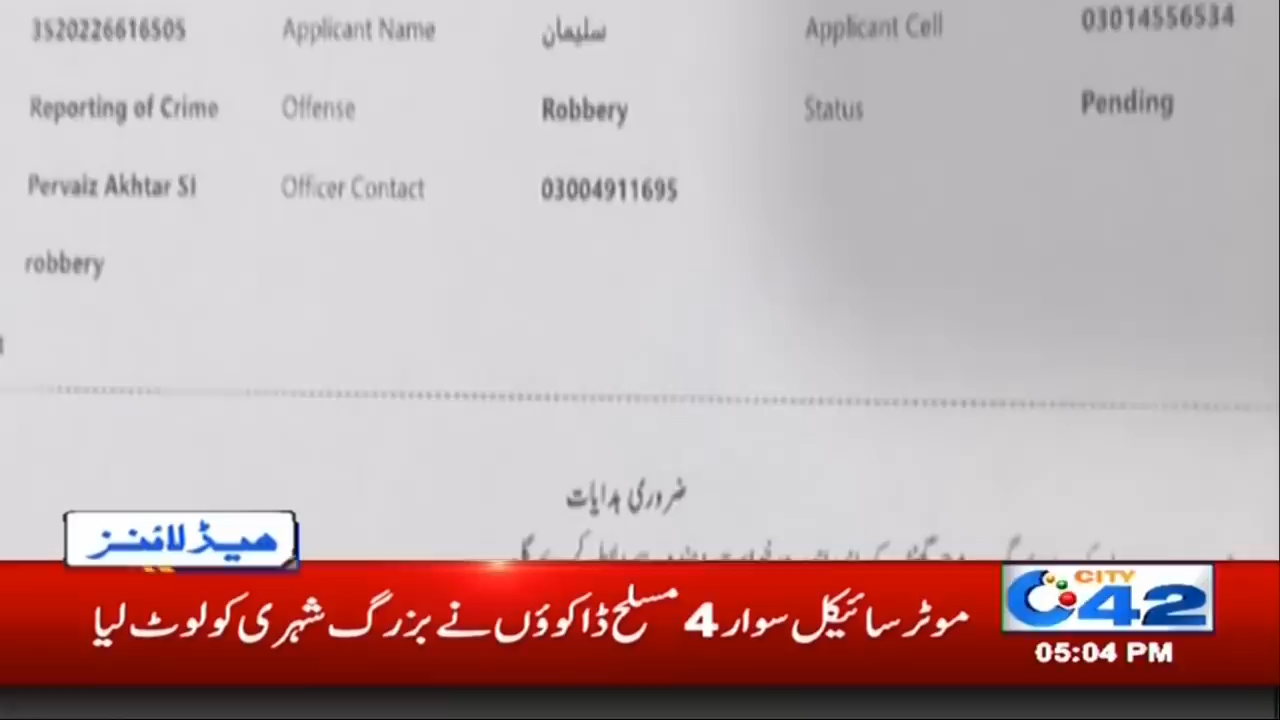 3520226616505 Applicant Name سلیمان Applicant Cell 03014556534
Reporting of Crime Offense Robbery Status Pending
Pervaiz Akhtar SI Officer Contact 03004911695
robbery
ضروری ہدایات
ہیڈلائنز
موٹر سائیکل سوار 4 مسلح ڈاکوؤں نے بزرگ شہری کو لوٹ لیا
CITY
42
05:04 PM